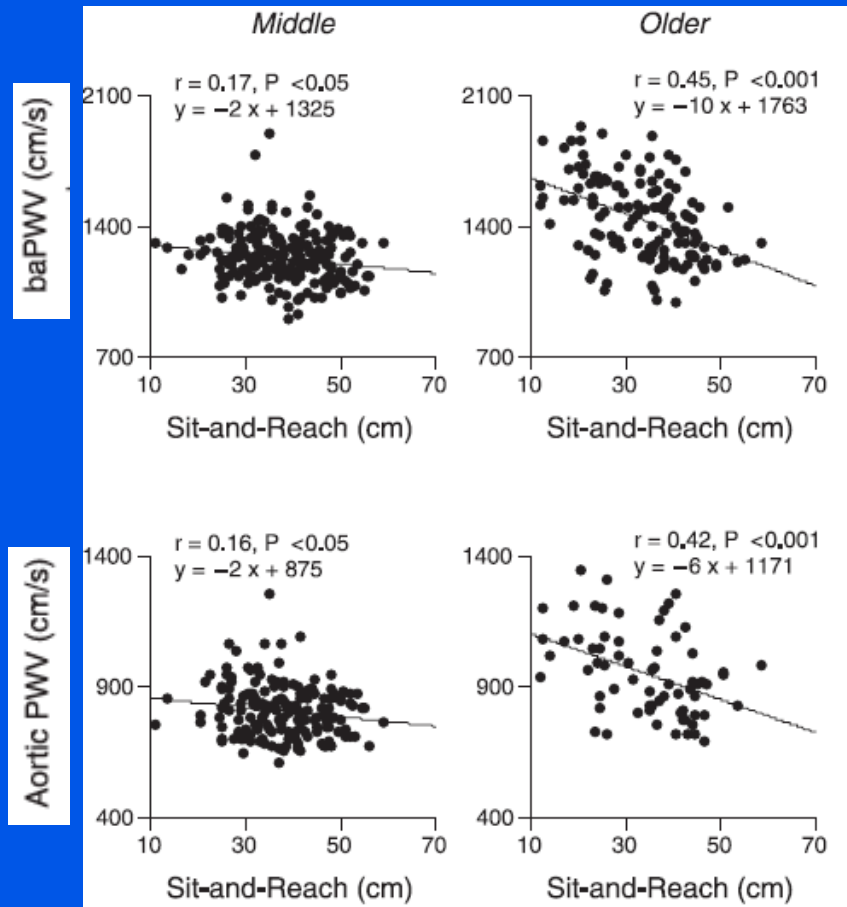 Middle
Older
baPWV (cm/s)
r = 0.17, P <0.05
y = −2 x + 1325
2100
1400
700
10 30 50 70
Sit-and-Reach (cm)
r = 0.45, P <0.001
y = −10 x + 1763
2100
1400
700
10 30 50 70
Sit-and-Reach (cm)
Aortic PWV (cm/s)
r = 0.16, P <0.05
y = −2 x + 875
1400
900
400
10 30 50 70
Sit-and-Reach (cm)
r = 0.42, P <0.001
y = −6 x + 1171
1400
900
400
10 30 50 70
Sit-and-Reach (cm)